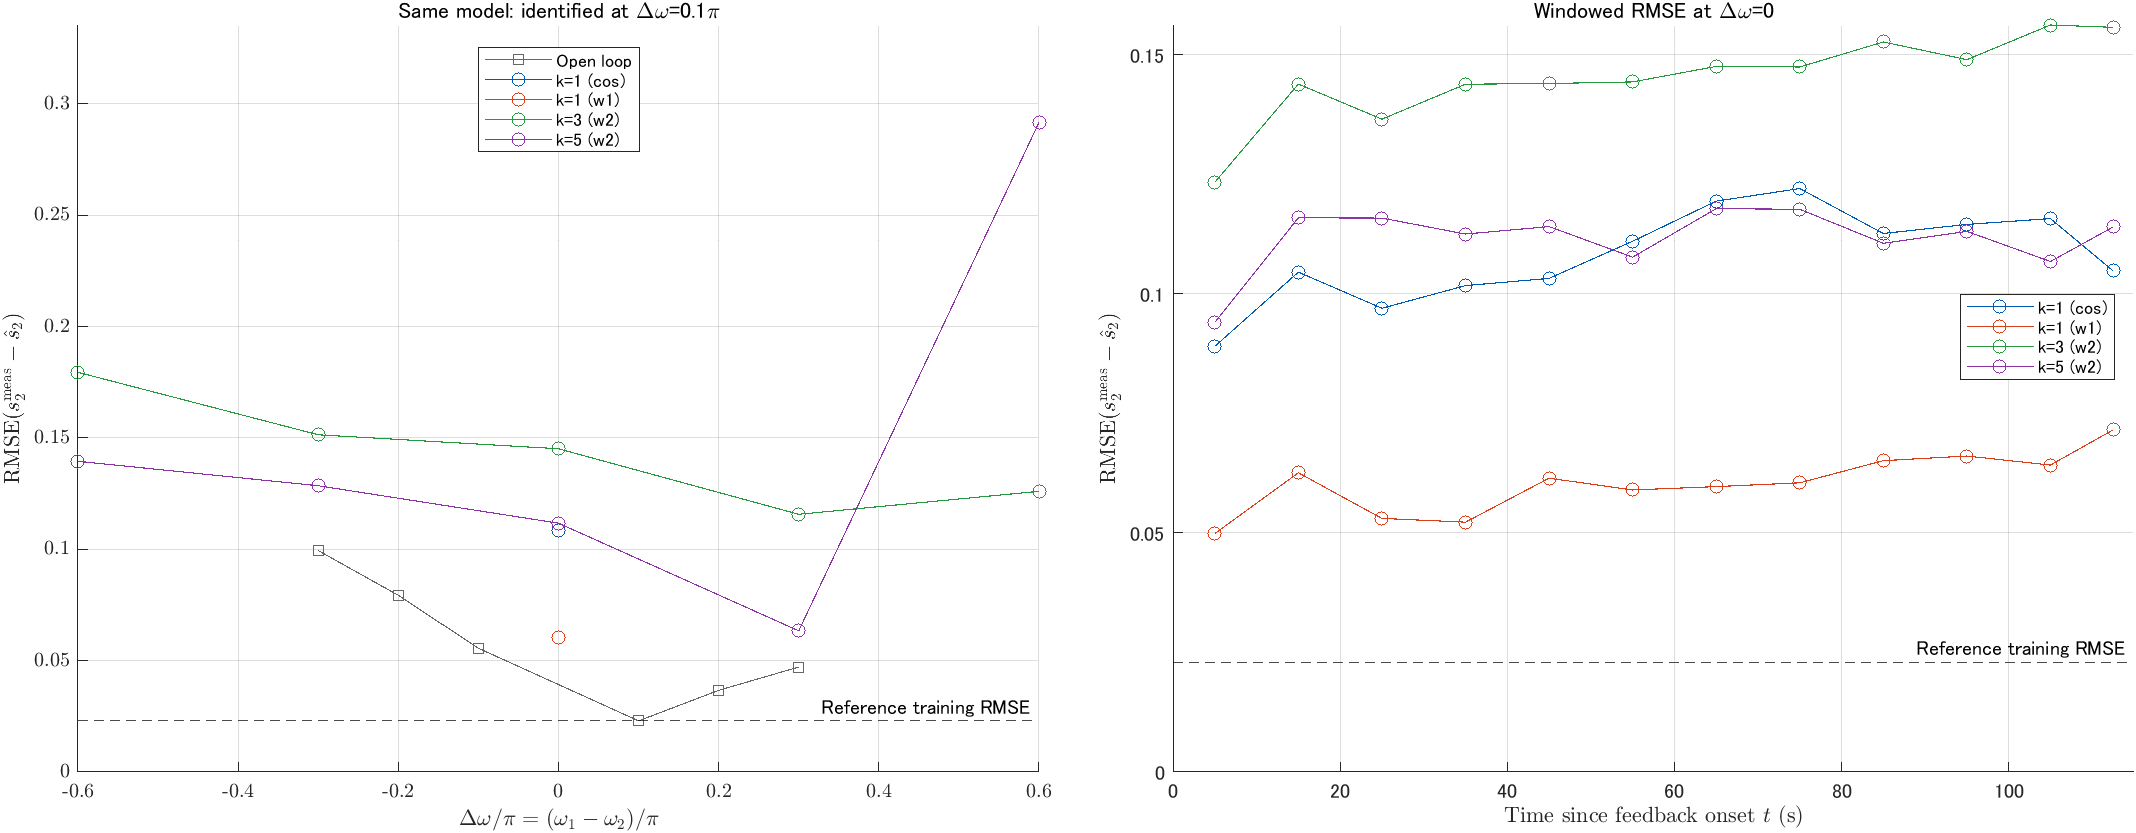 Same model: identified at Δω=0.1π
RMSE(s₂ᵐᵉᵃˢ − ŝ₂)
0.3
0.25
0.2
0.15
0.1
0.05
0
Open loop
k=1 (cos)
k=1 (w1)
k=3 (w2)
k=5 (w2)
Reference training RMSE
-0.6 -0.4 -0.2 0 0.2 0.4 0.6
Δω/π = (ω₁ − ω₂)/π
Windowed RMSE at Δω=0
RMSE(s₂ᵐᵉᵃˢ − ŝ₂)
0.15
0.1
0.05
0
k=1 (cos)
k=1 (w1)
k=3 (w2)
k=5 (w2)
Reference training RMSE
0 20 40 60 80 100
Time since feedback onset t (s)